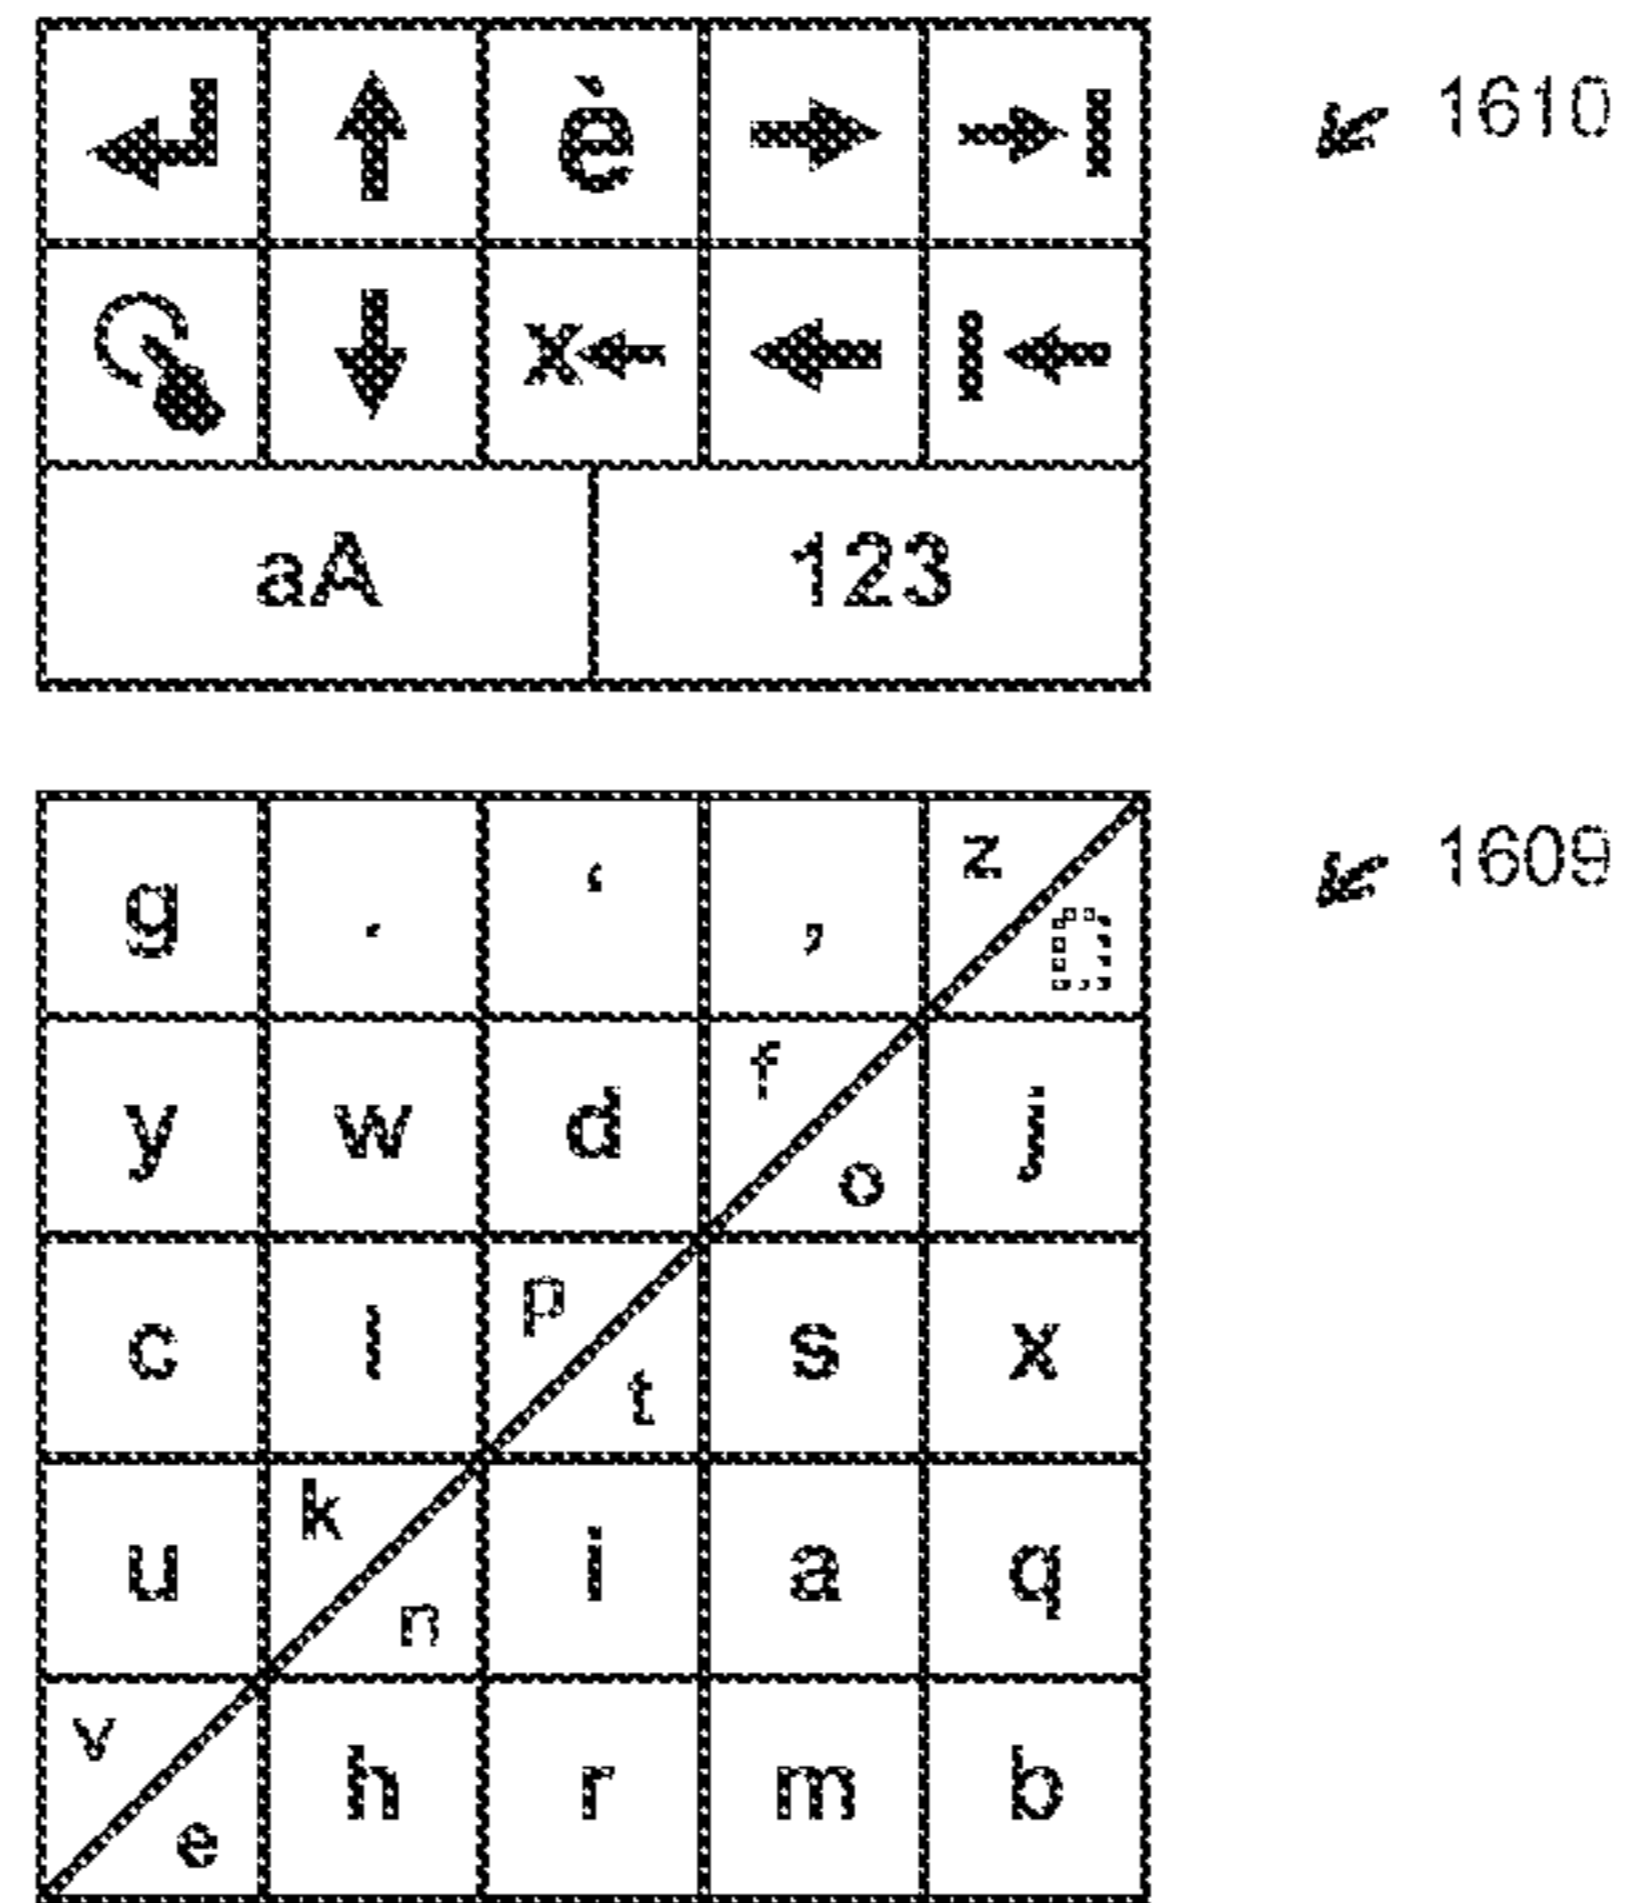 è 1610
x
aA 123
g . ‘ , z 1609
y w d f o j
c l p t s x
u k n i a q
v e h r m b